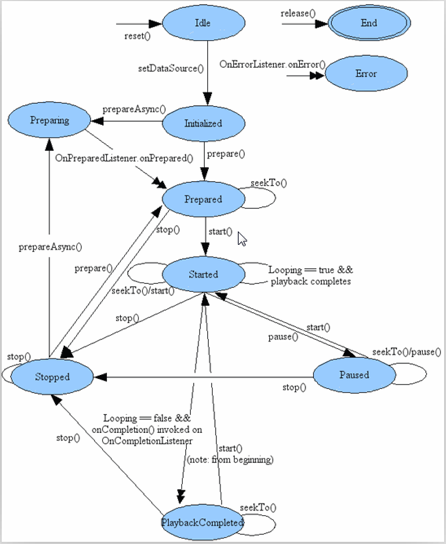 Idle
release()
End
reset()
setDataSource()
OnErrorListener.onError()
Error
prepareAsync()
Preparing
Initialized
OnPreparedListener.onPrepared()
prepare()
seekTo()
Prepared
stop()
start()
prepareAsync()
prepare()
Started
Looping == true &&
playback completes
seekTo()/start()
stop()
start()
pause()
stop()
seekTo()/pause()
Stopped
Paused
stop()
Looping == false &&
onCompletion() invoked on
OnCompletionListener
stop()
start()
(note: from beginning)
seekTo()
PlaybackCompleted